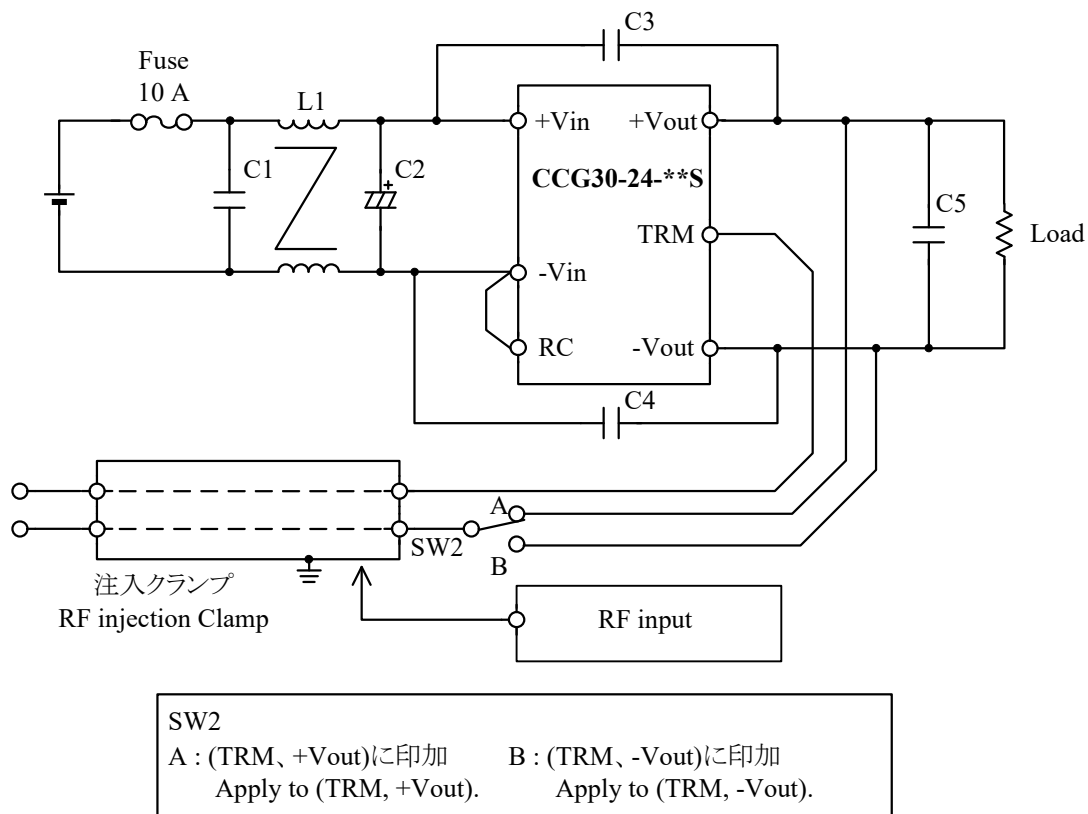 C3
Fuse
10 A
L1
C1
C2
+Vin
+Vout
CCG30-24-**S
TRM
-Vin
RC
-Vout
C5
Load
C4
A
SW2
B
注入クランプ
RF injection Clamp
RF input
SW2
A : (TRM、+Vout)に印加 B : (TRM、-Vout)に印加
Apply to (TRM, +Vout). Apply to (TRM, -Vout).